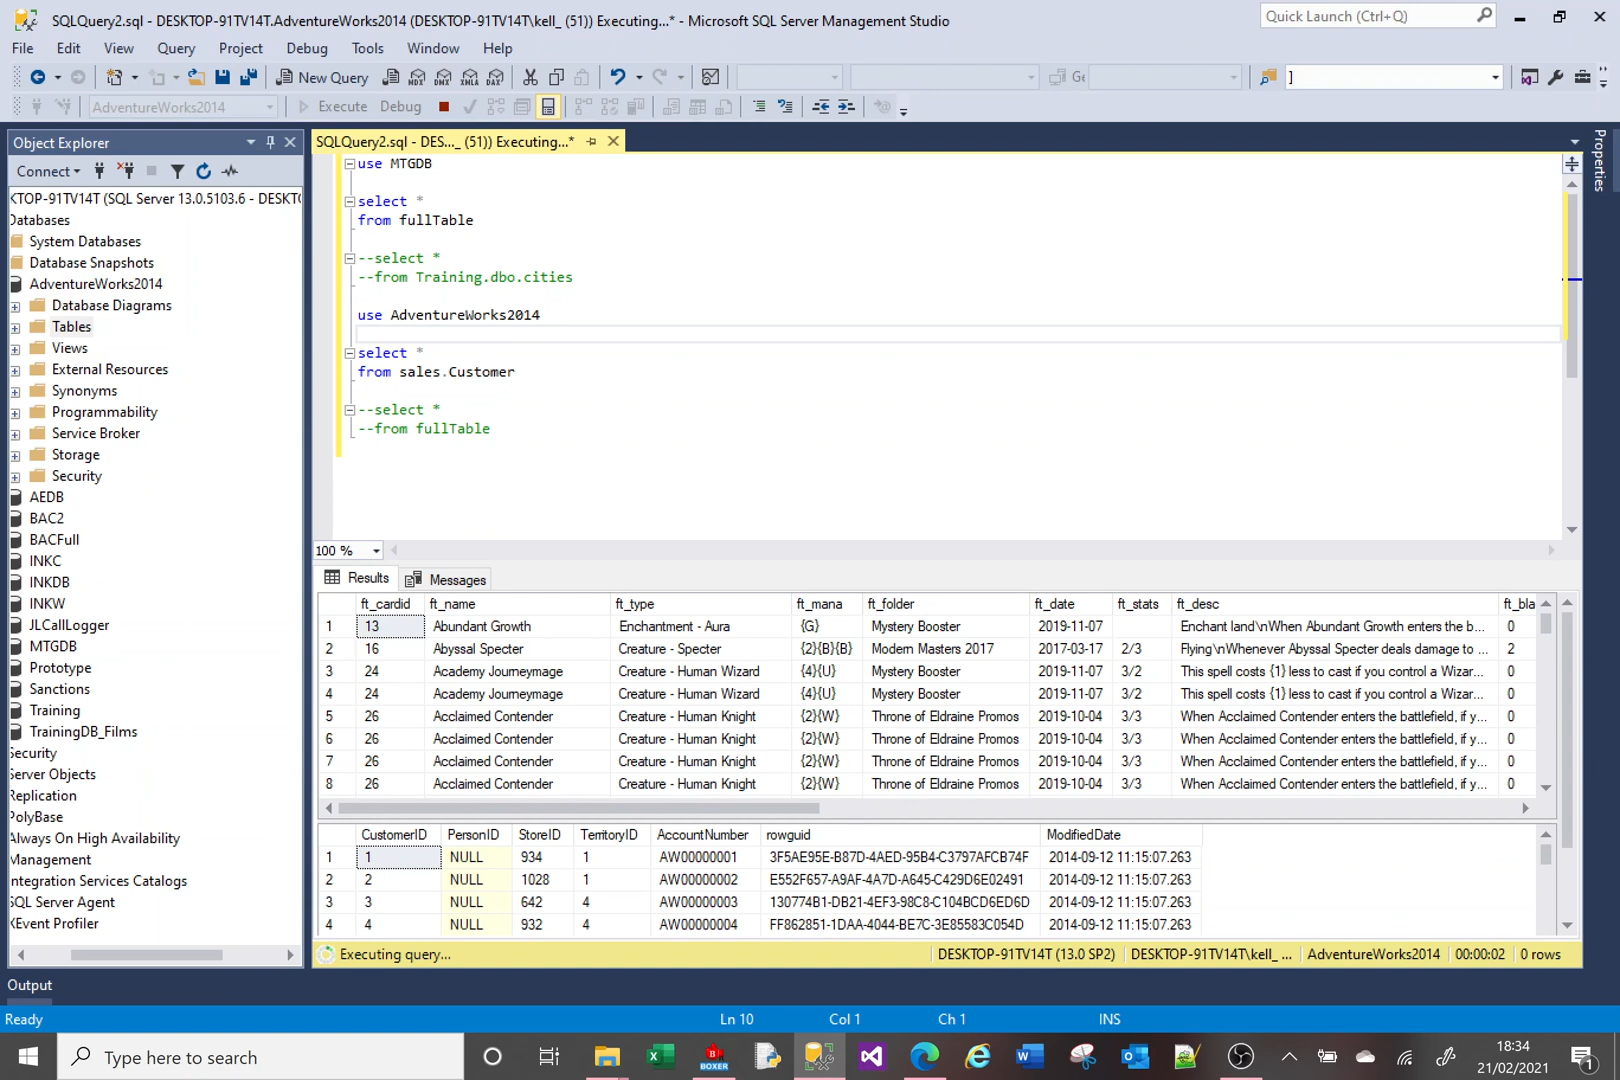 SQLQuery2.sql - DESKTOP-91TV14T.AdventureWorks2014 (DESKTOP-91TV14T\kell_ (51)) Executing...* - Microsoft SQL Server Management Studio
Quick Launch (Ctrl+Q)
File Edit View Query Project Debug Tools Window Help
New Query MDX DMX XMLA DAX Ge ]
AdventureWorks2014 Execute Debug
Object Explorer
SQLQuery2.sql - DES..._ (51)) Executing...*
Properties
Connect
KTOP-91TV14T (SQL Server 13.0.5103.6 - DESKTO
Databases
System Databases
Database Snapshots
AdventureWorks2014
Database Diagrams
Tables
Views
External Resources
Synonyms
Programmability
Service Broker
Storage
Security
AEDB
BAC2
BACFull
INKC
INKDB
INKW
JLCallLogger
MTGDB
Prototype
Sanctions
Training
TrainingDB_Films
Security
Server Objects
Replication
PolyBase
Always On High Availability
Management
Integration Services Catalogs
SQL Server Agent
XEvent Profiler
use MTGDB
select *
from fullTable
--select *
--from Training.dbo.cities
use AdventureWorks2014
select *
from sales.Customer
--select *
--from fullTable
100 %
Results Messages
ft_cardid ft_name ft_type ft_mana ft_folder ft_date ft_stats ft_desc ft_bla
1 13 Abundant Growth Enchantment - Aura {G} Mystery Booster 2019-11-07 Enchant land\nWhen Abundant Growth enters the b... 0
2 16 Abyssal Specter Creature - Specter {2}{B}{B} Modern Masters 2017 2017-03-17 2/3 Flying\nWhenever Abyssal Specter deals damage to ... 2
3 24 Academy Journeymage Creature - Human Wizard {4}{U} Mystery Booster 2019-11-07 3/2 This spell costs {1} less to cast if you control a Wizar... 0
4 24 Academy Journeymage Creature - Human Wizard {4}{U} Mystery Booster 2019-11-07 3/2 This spell costs {1} less to cast if you control a Wizar... 0
5 26 Acclaimed Contender Creature - Human Knight {2}{W} Throne of Eldraine Promos 2019-10-04 3/3 When Acclaimed Contender enters the battlefield, if y... 0
6 26 Acclaimed Contender Creature - Human Knight {2}{W} Throne of Eldraine Promos 2019-10-04 3/3 When Acclaimed Contender enters the battlefield, if y... 0
7 26 Acclaimed Contender Creature - Human Knight {2}{W} Throne of Eldraine Promos 2019-10-04 3/3 When Acclaimed Contender enters the battlefield, if y... 0
8 26 Acclaimed Contender Creature - Human Knight {2}{W} Throne of Eldraine Promos 2019-10-04 3/3 When Acclaimed Contender enters the battlefield, if y... 0
CustomerID PersonID StoreID TerritoryID AccountNumber rowguid ModifiedDate
1 1 NULL 934 1 AW00000001 3F5AE95E-B87D-4AED-95B4-C3797AFCB74F 2014-09-12 11:15:07.263
2 2 NULL 1028 1 AW00000002 E552F657-A9AF-4A7D-A645-C429D6E02491 2014-09-12 11:15:07.263
3 3 NULL 642 4 AW00000003 130774B1-DB21-4EF3-98C8-C104BCD6ED6D 2014-09-12 11:15:07.263
4 4 NULL 932 4 AW00000004 FF862851-1DAA-4044-BE7C-3E85583C054D 2014-09-12 11:15:07.263
Executing query... DESKTOP-91TV14T (13.0 SP2) DESKTOP-91TV14T\kell_ ... AdventureWorks2014 00:00:02 0 rows
Output
Ready Ln 10 Col 1 Ch 1 INS
Type here to search
BOXER
18:34
21/02/2021
1